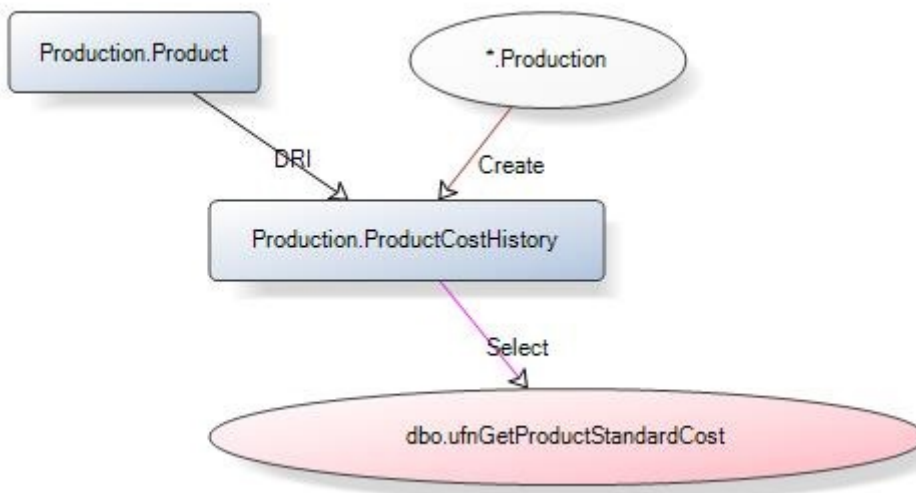 Production.Product
*.Production
DRI
Create
Production.ProductCostHistory
Select
dbo.ufnGetProductStandardCost